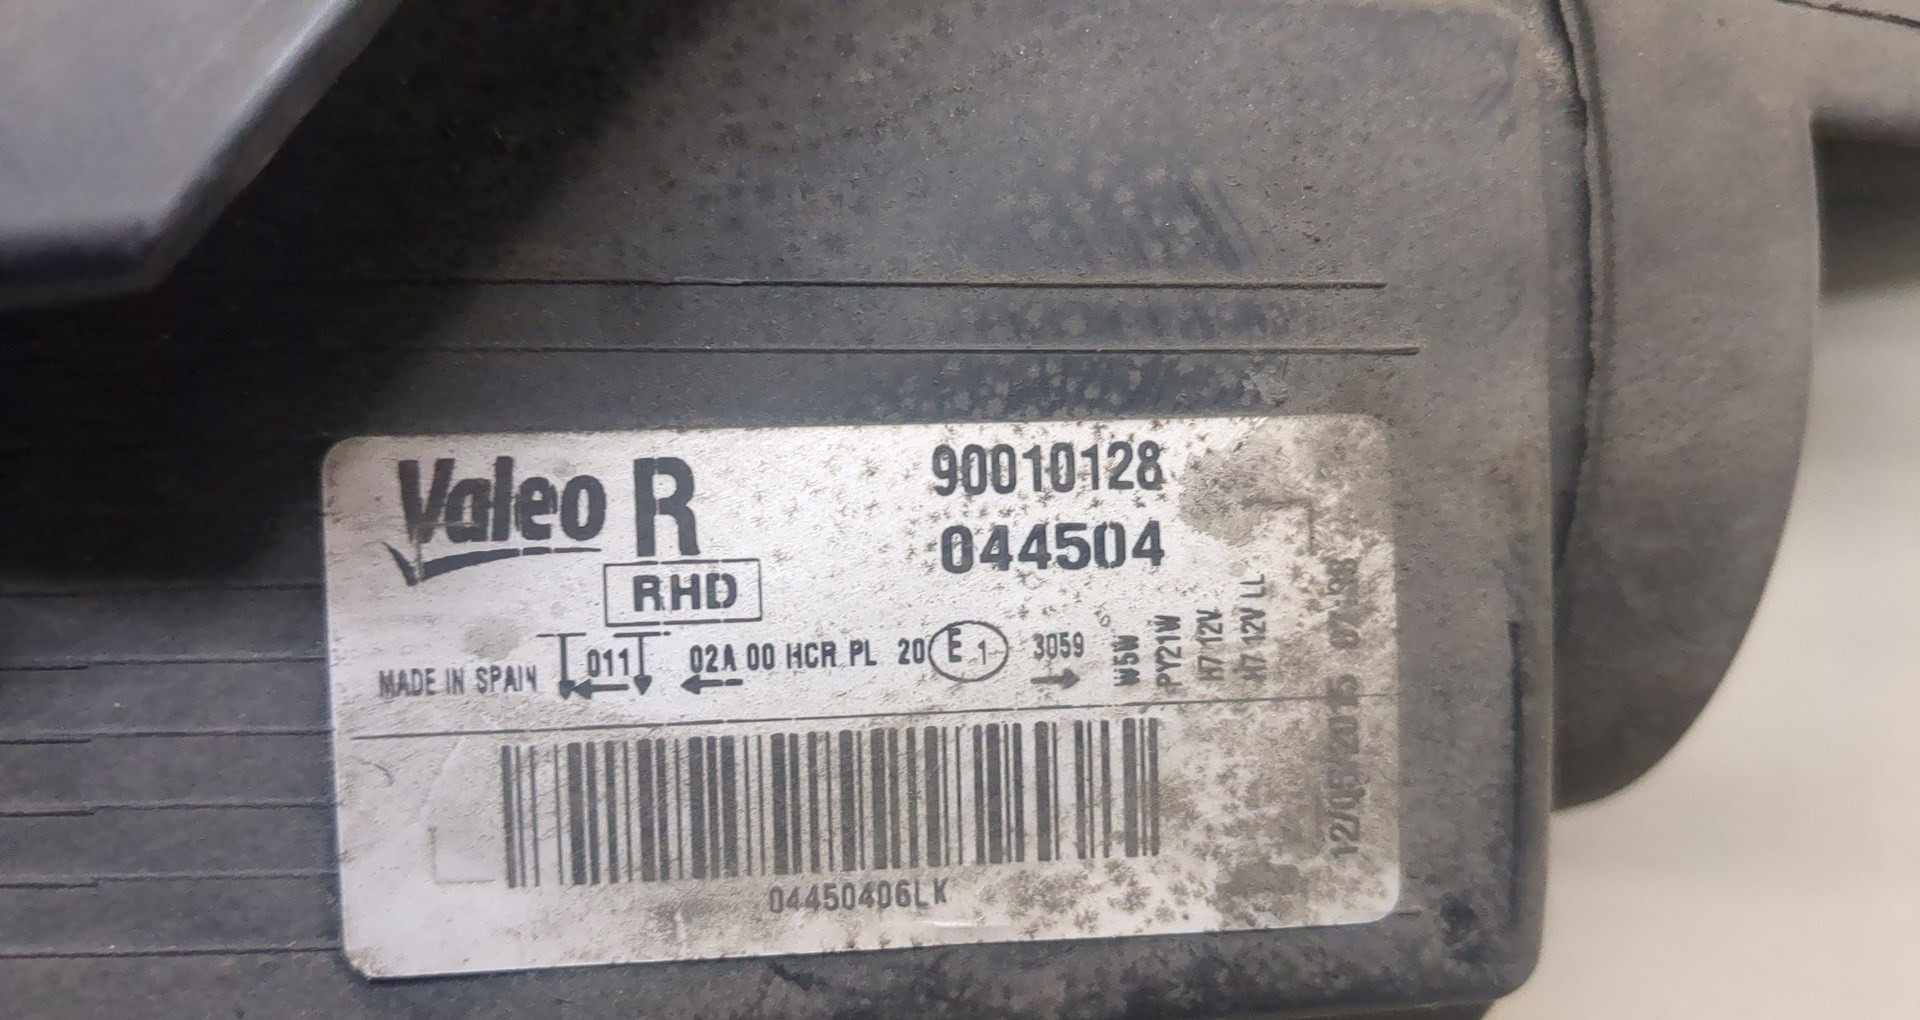 Valeo R
RHD
90010128
044504
MADE IN SPAIN 011 02A 00 HCR PL 20 E 1 3059
W5W
PY21W
H7 12V
H7 12V LL
04450406LK